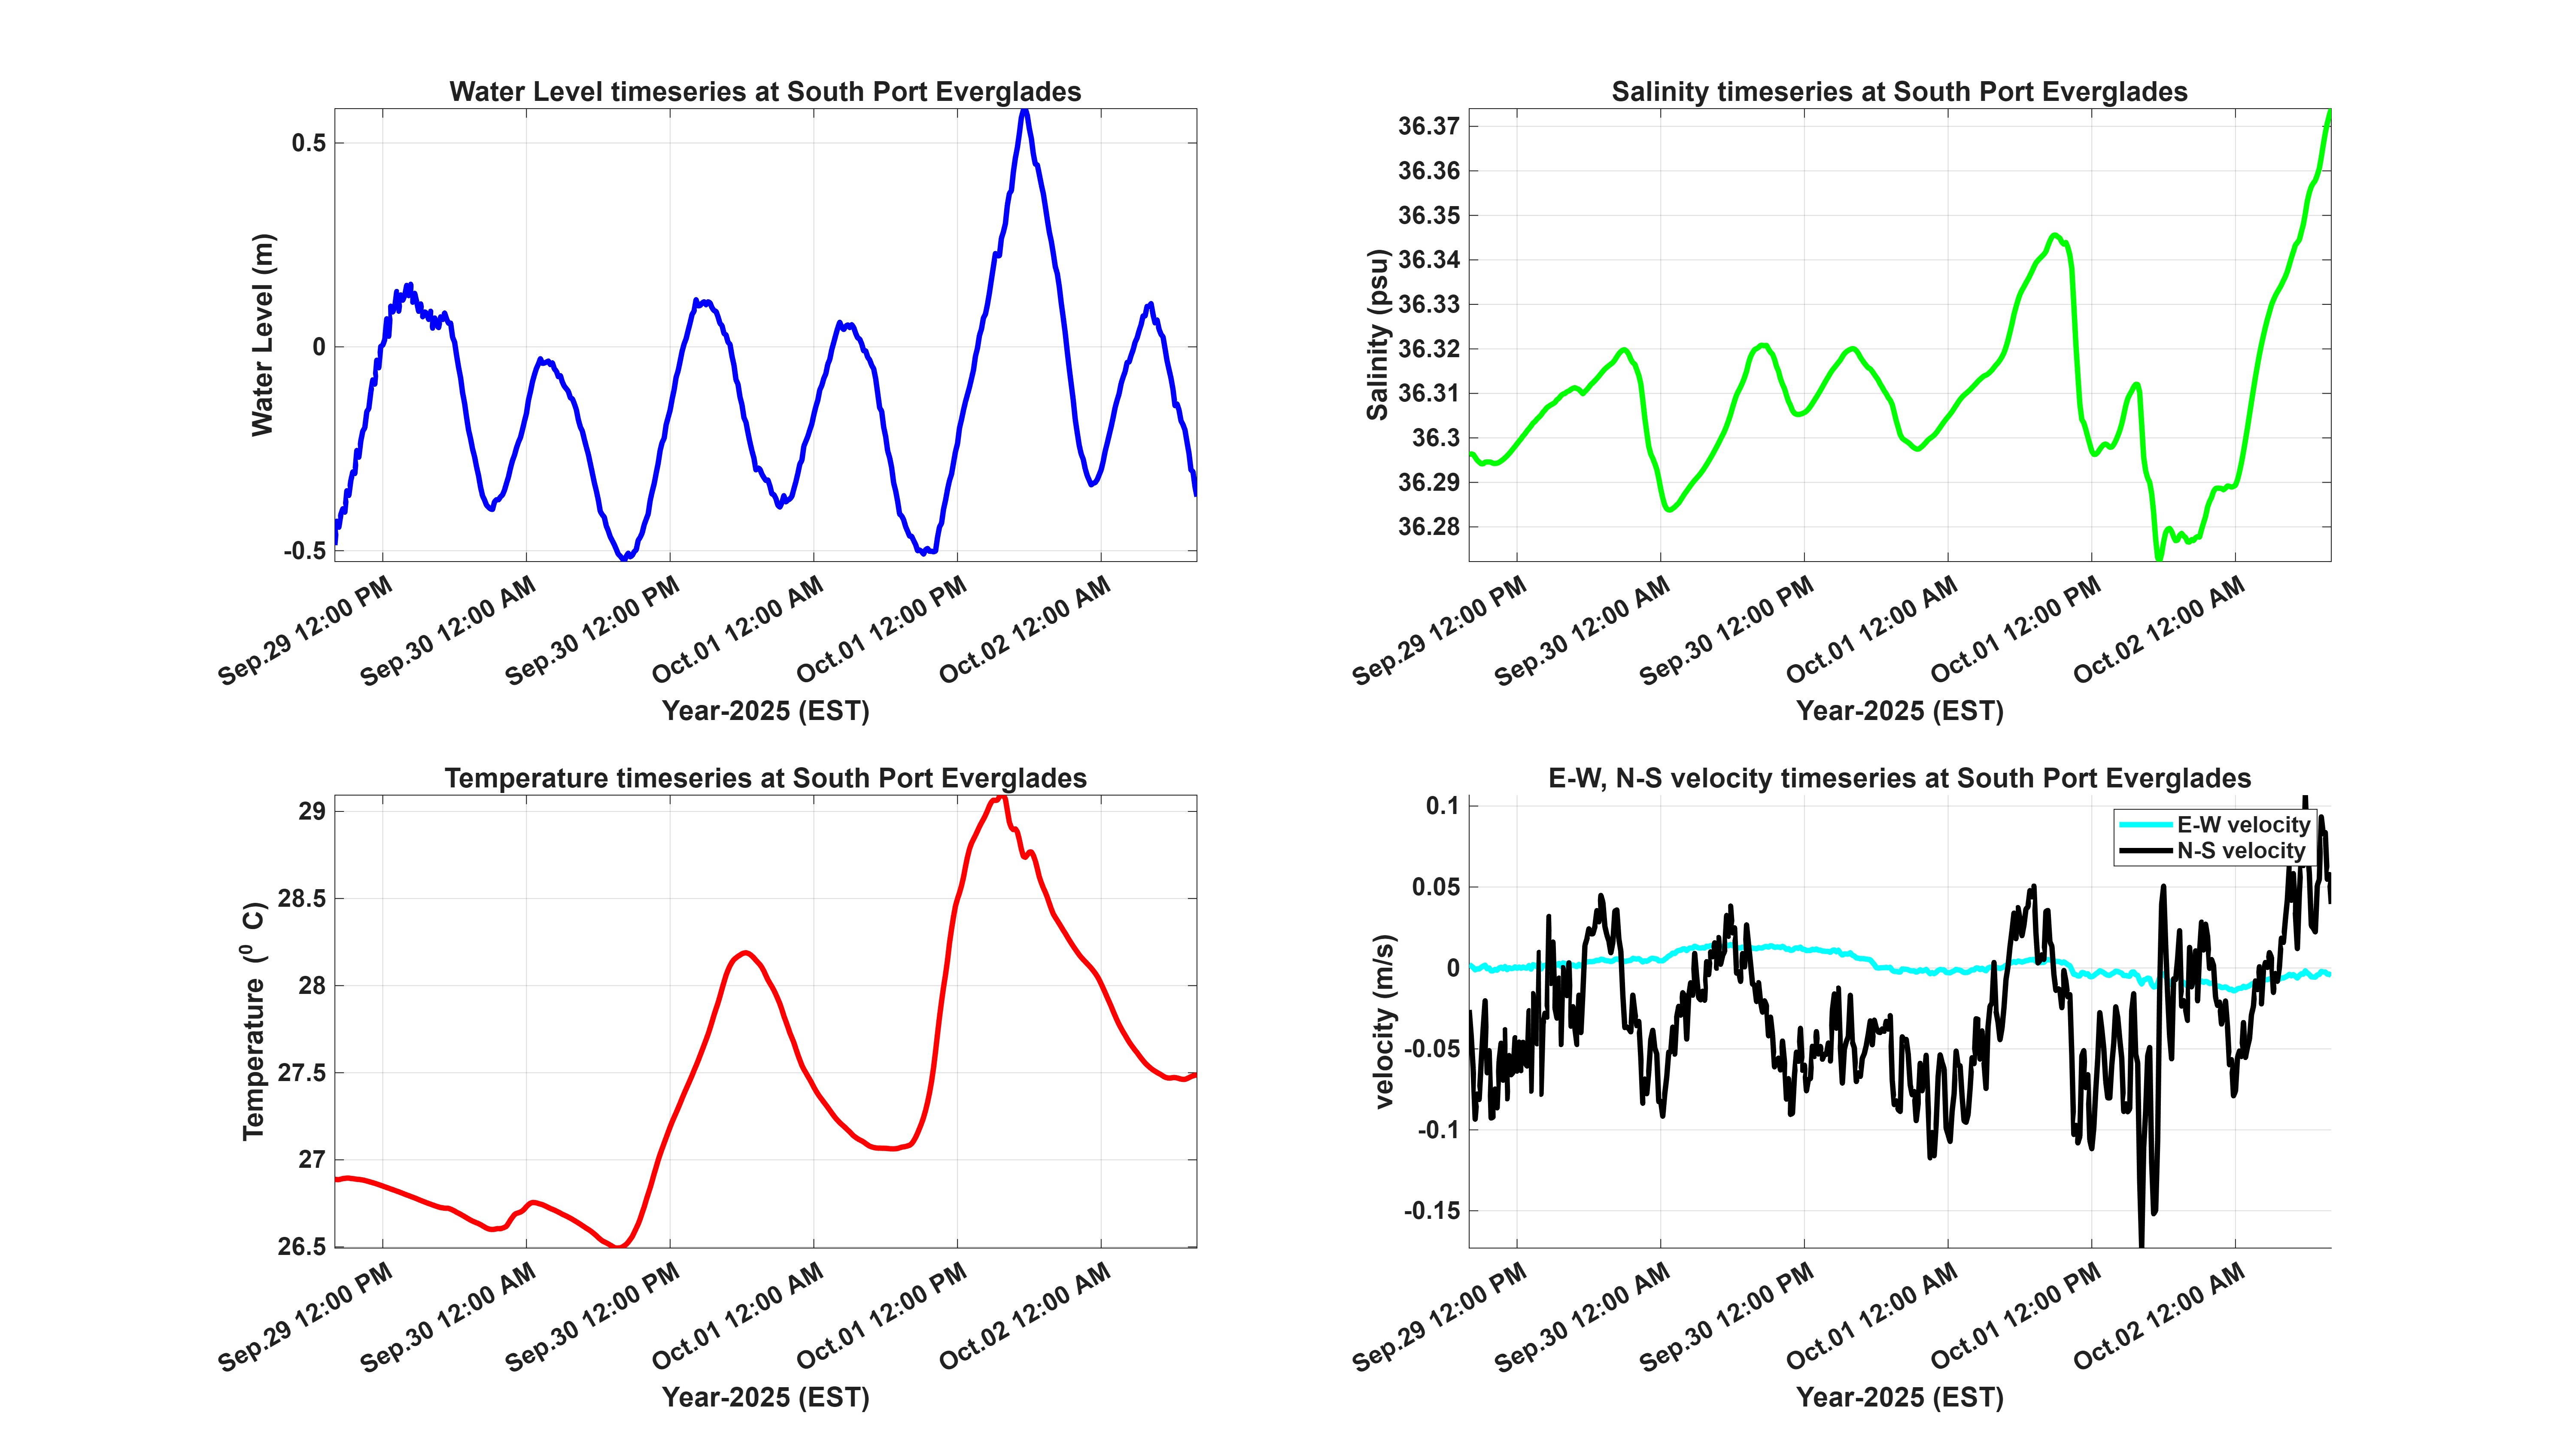 Water Level timeseries at South Port Everglades
Water Level (m)
0.5
0
-0.5
Sep.29 12:00 PM
Sep.30 12:00 AM
Sep.30 12:00 PM
Oct.01 12:00 AM
Oct.01 12:00 PM
Oct.02 12:00 AM
Year-2025 (EST)
Salinity timeseries at South Port Everglades
Salinity (psu)
36.37
36.36
36.35
36.34
36.33
36.32
36.31
36.3
36.29
36.28
Sep.29 12:00 PM
Sep.30 12:00 AM
Sep.30 12:00 PM
Oct.01 12:00 AM
Oct.01 12:00 PM
Oct.02 12:00 AM
Year-2025 (EST)
Temperature timeseries at South Port Everglades
Temperature (⁰ C)
29
28.5
28
27.5
27
26.5
Sep.29 12:00 PM
Sep.30 12:00 AM
Sep.30 12:00 PM
Oct.01 12:00 AM
Oct.01 12:00 PM
Oct.02 12:00 AM
Year-2025 (EST)
E-W, N-S velocity timeseries at South Port Everglades
velocity (m/s)
0.1
0.05
0
-0.05
-0.1
-0.15
E-W velocity
N-S velocity
Sep.29 12:00 PM
Sep.30 12:00 AM
Sep.30 12:00 PM
Oct.01 12:00 AM
Oct.01 12:00 PM
Oct.02 12:00 AM
Year-2025 (EST)